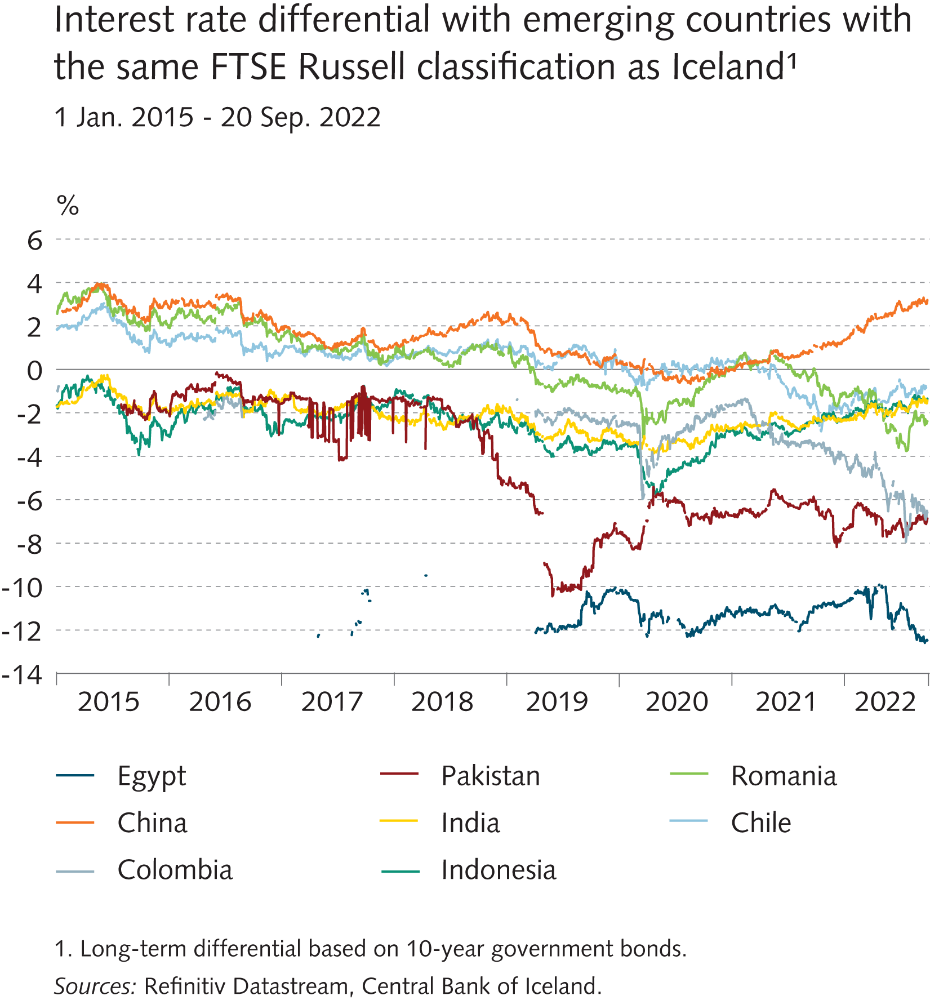 Interest rate differential with emerging countries with
the same FTSE Russell classification as Iceland¹
1 Jan. 2015 - 20 Sep. 2022
%
6
4
2
0
-2
-4
-6
-8
-10
-12
-14
2015 2016 2017 2018 2019 2020 2021 2022
Egypt Pakistan Romania
China India Chile
Colombia Indonesia
1. Long-term differential based on 10-year government bonds.
Sources: Refinitiv Datastream, Central Bank of Iceland.